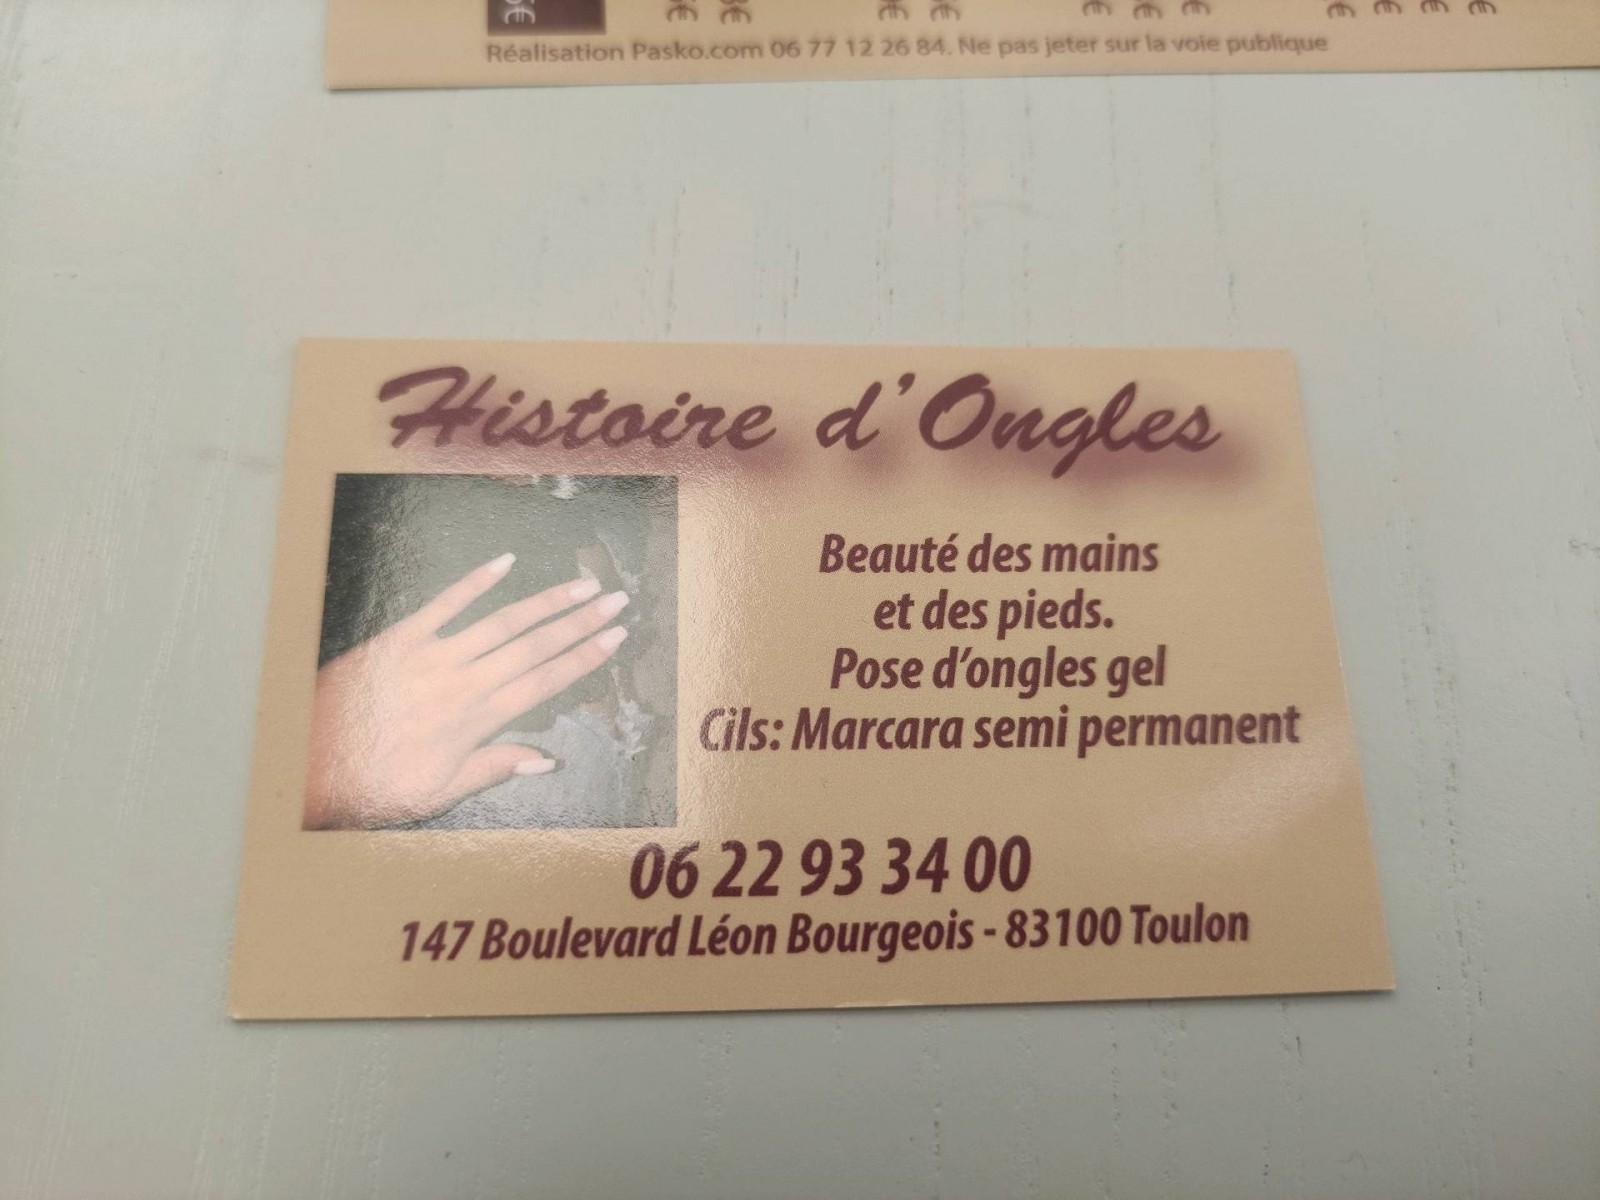 Réalisation Pasko.com 06 77 12 26 84. Ne pas jeter sur la voie publique
Histoire d'Ongles
Beauté des mains
et des pieds.
Pose d'ongles gel
Cils: Marcara semi permanent
06 22 93 34 00
147 Boulevard Léon Bourgeois - 83100 Toulon